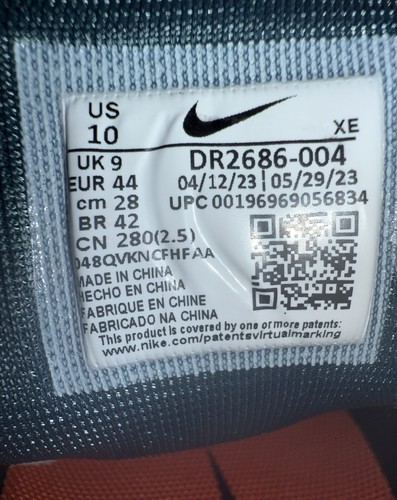 US
10
XE
UK 9
EUR 44
cm 28
BR 42
CN 280(2.5)
DR2686-004
04/12/23 | 05/29/23
UPC 00196969056834
048QVKNCFHFAA
MADE IN CHINA
HECHO EN CHINA
FABRIQUE EN CHINE
FABRICADO NA CHINA
This product is covered by one or more patents:
www.nike.com/patentsvirtualmarking